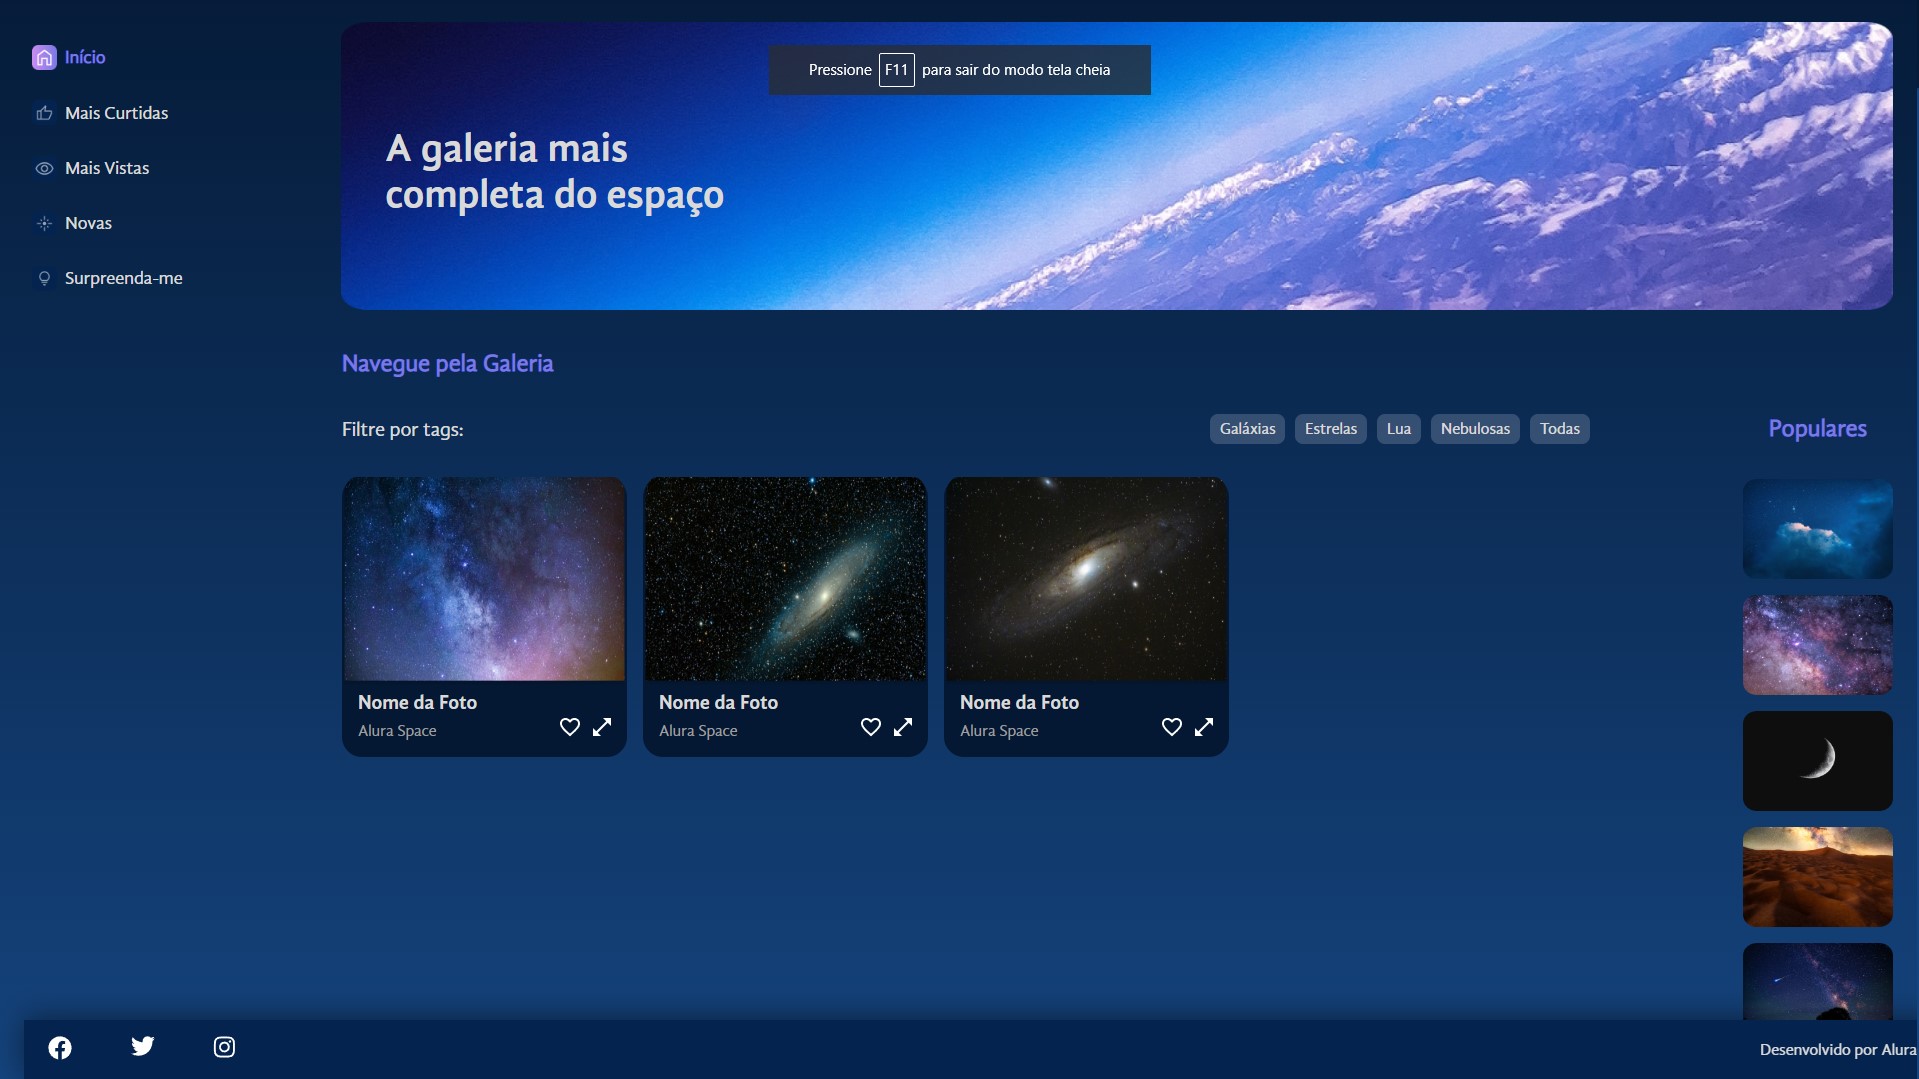 Início
Mais Curtidas
Mais Vistas
Novas
Surpreenda-me
Pressione F11 para sair do modo tela cheia
A galeria mais
completa do espaço
Navegue pela Galeria
Filtre por tags:
Galáxias Estrelas Lua Nebulosas Todas
Populares
Nome da Foto
Alura Space
Nome da Foto
Alura Space
Nome da Foto
Alura Space
Desenvolvido por Alura